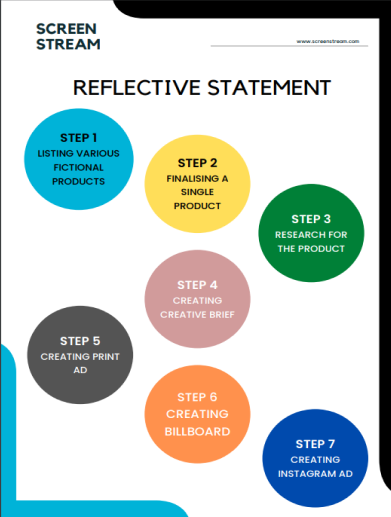 SCREEN
STREAM
www.screenstream.com
REFLECTIVE STATEMENT
STEP 1
LISTING VARIOUS
FICTIONAL
PRODUCTS
STEP 2
FINALISING A
SINGLE
PRODUCT
STEP 3
RESEARCH FOR
THE PRODUCT
STEP 4
CREATING
CREATIVE BRIEF
STEP 5
CREATING PRINT
AD
STEP 6
CREATING
BILLBOARD
STEP 7
CREATING
INSTAGRAM AD